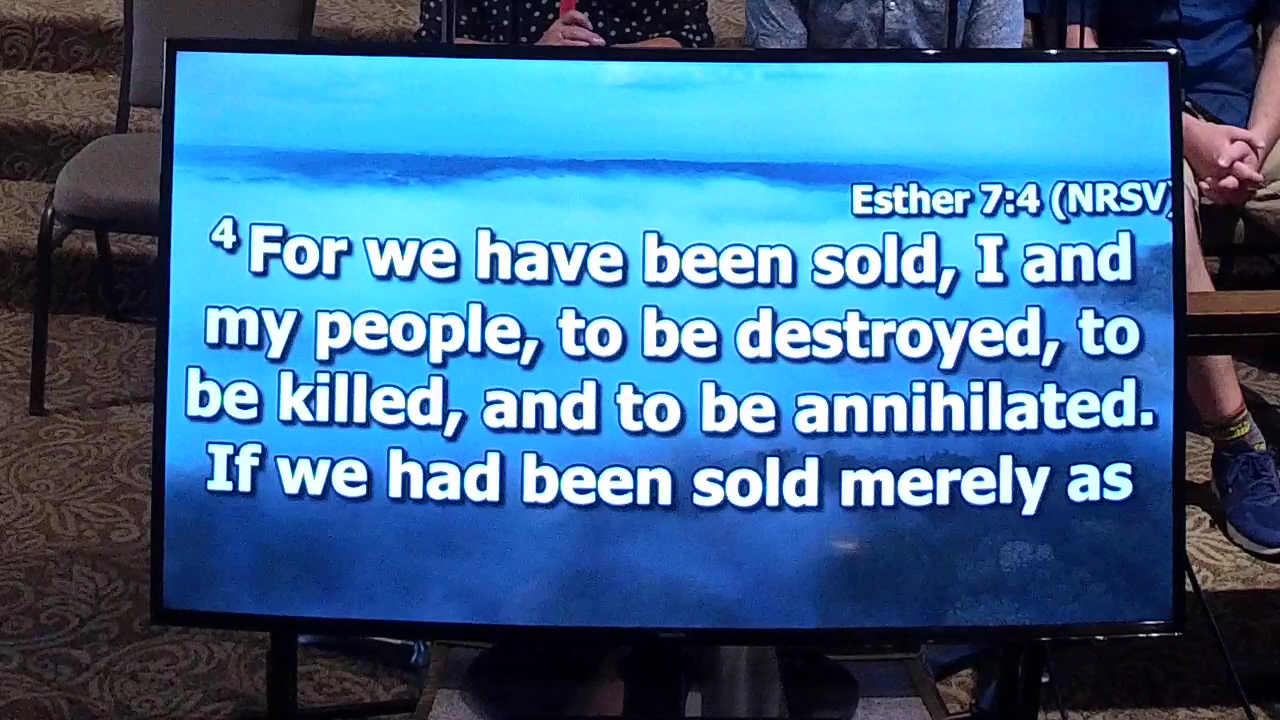 Esther 7:4 (NRSV)
4 For we have been sold, I and
my people, to be destroyed, to
be killed, and to be annihilated.
If we had been sold merely as